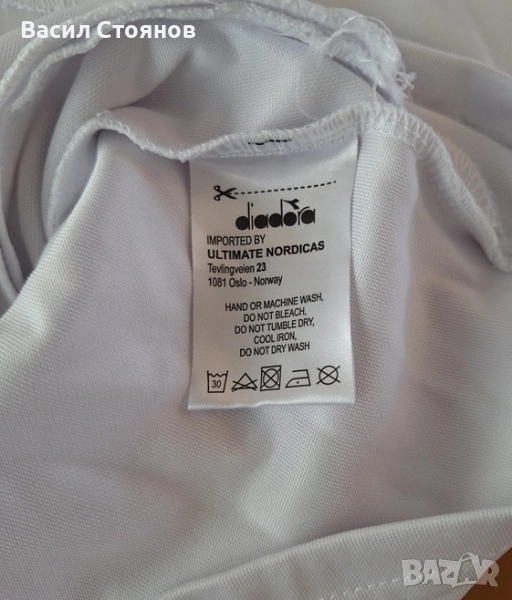 Васил Стоянов
diadora
IMPORTED BY
ULTIMATE NORDICAS
Tevlingveien 23
1081 Oslo - Norway
HAND OR MACHINE WASH,
DO NOT BLEACH,
DO NOT TUMBLE DRY,
COOL IRON,
DO NOT DRY WASH
30
BAZAR